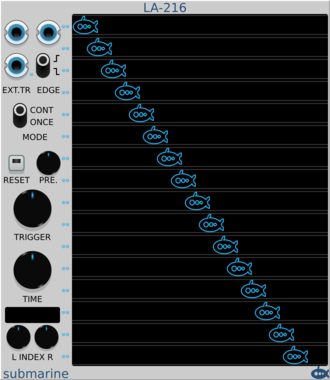 LA-216
EXT.TR EDGE
CONT
ONCE
MODE
RESET PRE.
TRIGGER
TIME
L INDEX R
submarine